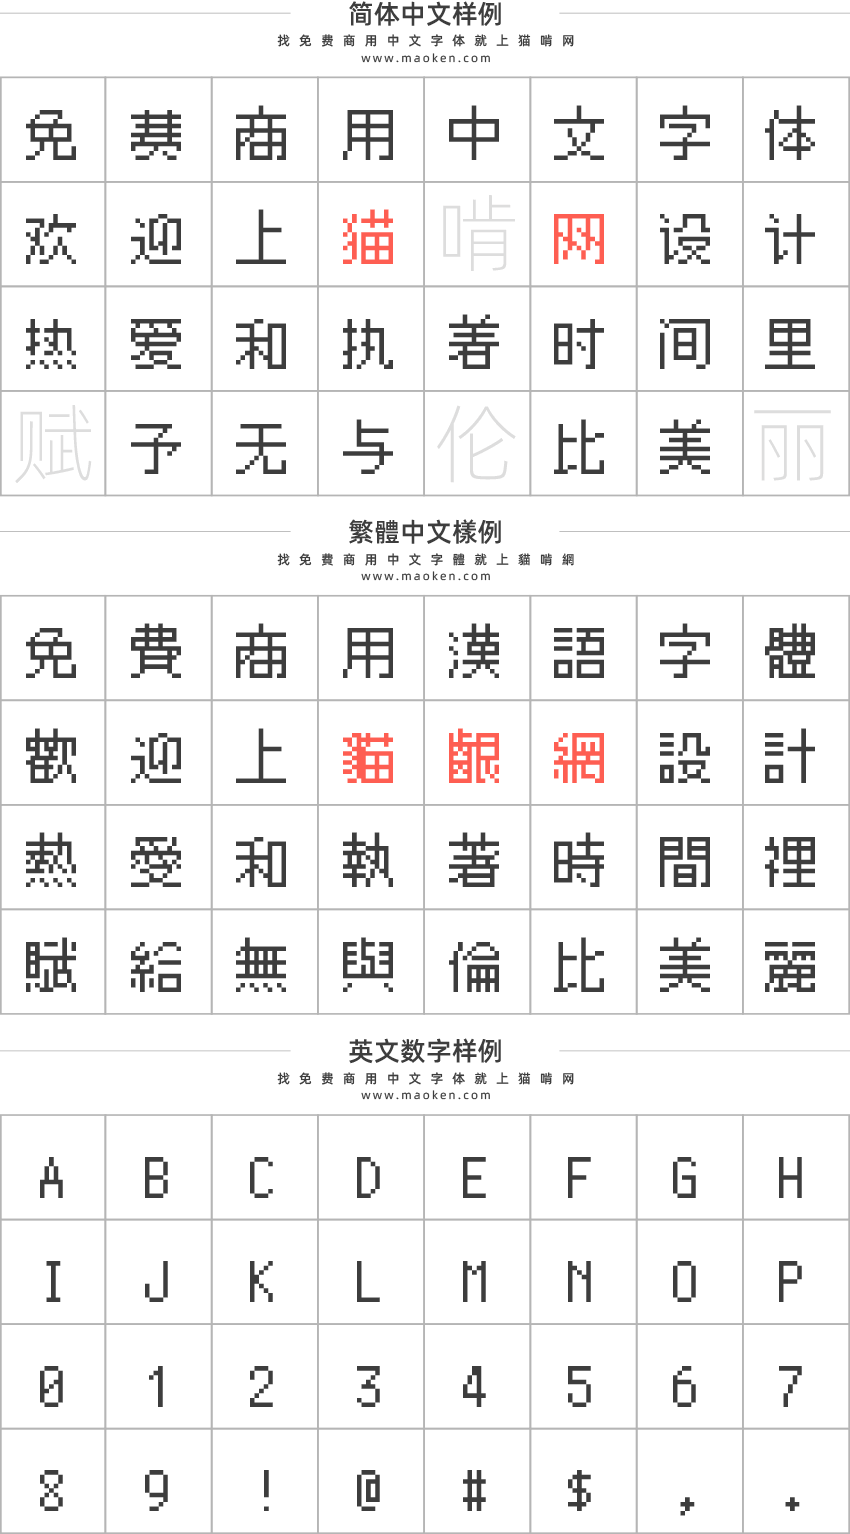 简体中文样例
找免费商用中文字体就上猫啃网
www.maoken.com
免费商用中文字体
欢迎上猫啃网设计
热爱和执着时间里
赋予无与伦比美丽
繁體中文樣例
找免費商用中文字體就上貓啃網
www.maoken.com
免費商用漢語字體
歡迎上貓齦網設計
熱愛和執著時間裡
賦給無與倫比美麗
英文数字样例
找免费商用中文字体就上猫啃网
www.maoken.com
A B C D E F G H
I J K L M N O P
0 1 2 3 4 5 6 7
8 9 ! @ # $ , .